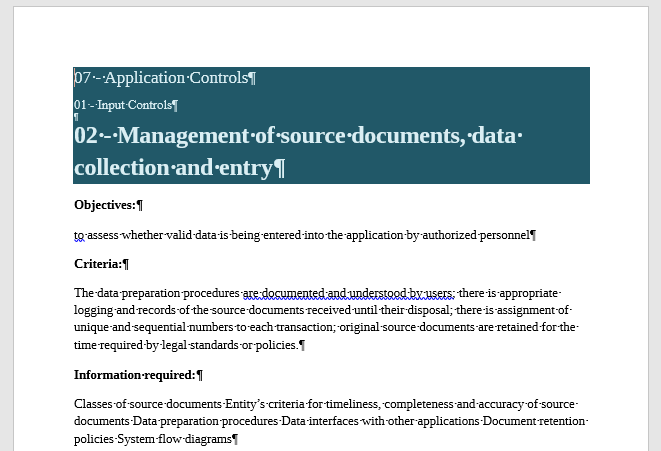 07 - Application Controls¶
01 - Input Controls¶
¶
02 - Management of source documents, data
collection and entry¶
Objectives:¶
to assess whether valid data is being entered into the application by authorized personnel¶
Criteria:¶
The data preparation procedures are documented and understood by users; there is appropriate
logging and records of the source documents received until their disposal; there is assignment of
unique and sequential numbers to each transaction; original source documents are retained for the
time required by legal standards or policies.¶
Information required:¶
Classes of source documents Entity's criteria for timeliness, completeness and accuracy of source
documents Data preparation procedures Data interfaces with other applications Document retention
policies System flow diagrams¶